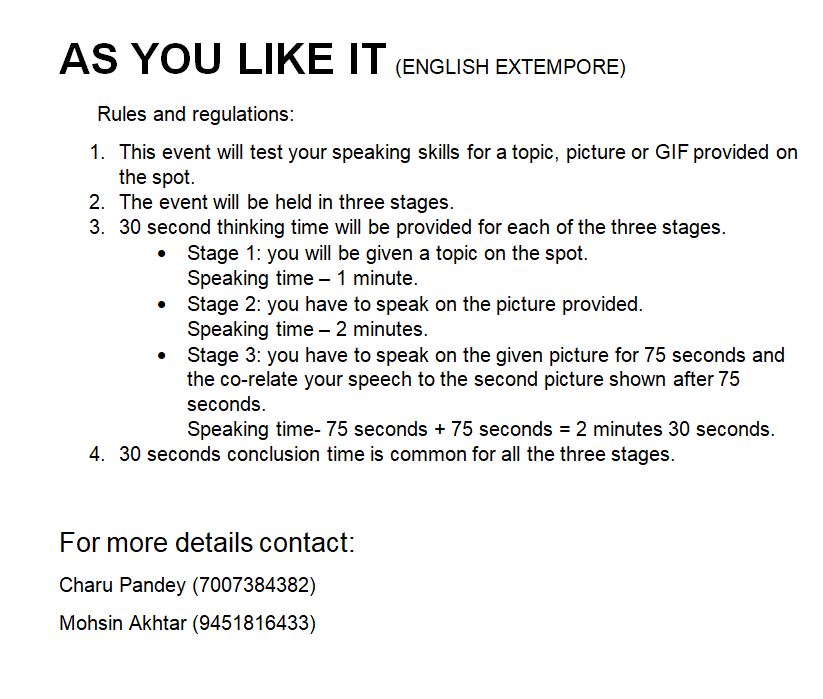 AS YOU LIKE IT (ENGLISH EXTEMPORE)
Rules and regulations:
1. This event will test your speaking skills for a topic, picture or GIF provided on
the spot.
2. The event will be held in three stages.
3. 30 second thinking time will be provided for each of the three stages.
• Stage 1: you will be given a topic on the spot.
Speaking time – 1 minute.
• Stage 2: you have to speak on the picture provided.
Speaking time – 2 minutes.
• Stage 3: you have to speak on the given picture for 75 seconds and
the co-relate your speech to the second picture shown after 75
seconds.
Speaking time- 75 seconds + 75 seconds = 2 minutes 30 seconds.
4. 30 seconds conclusion time is common for all the three stages.
For more details contact:
Charu Pandey (7007384382)
Mohsin Akhtar (9451816433)